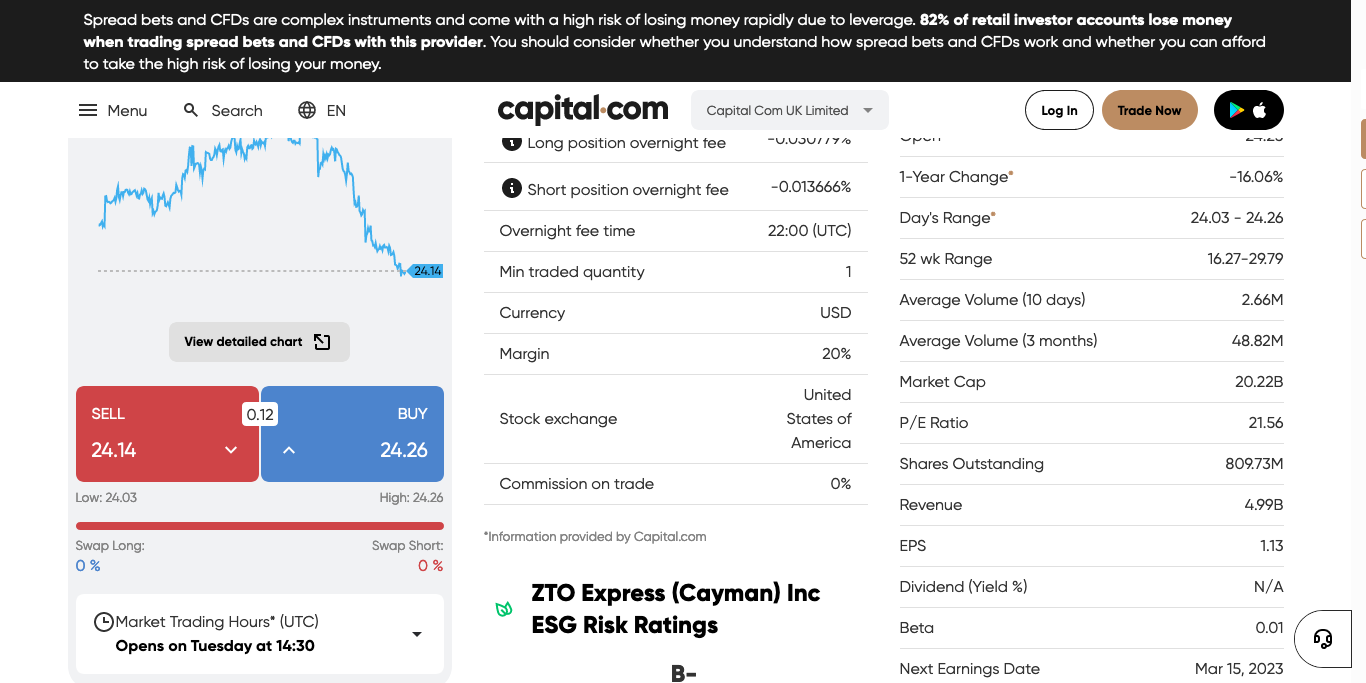 Spread bets and CFDs are complex instruments and come with a high risk of losing money rapidly due to leverage. 82% of retail investor accounts lose money
when trading spread bets and CFDs with this provider. You should consider whether you understand how spread bets and CFDs work and whether you can afford
to take the high risk of losing your money.
Menu
Search
EN
capital.com
Capital Com UK Limited
Log In
Trade Now
24.14
View detailed chart
SELL
24.14
0.12
BUY
24.26
Low: 24.03
High: 24.26
Swap Long:
Swap Short:
0 %
0 %
Market Trading Hours* (UTC)
Opens on Tuesday at 14:30
Long position overnight fee -0.030779%
Short position overnight fee -0.013666%
Overnight fee time 22:00 (UTC)
Min traded quantity 1
Currency USD
Margin 20%
Stock exchange United
States of
America
Commission on trade 0%
*Information provided by Capital.com
ZTO Express (Cayman) Inc
ESG Risk Ratings
B-
Open 24.23
1-Year Change* -16.06%
Day's Range* 24.03 - 24.26
52 wk Range 16.27-29.79
Average Volume (10 days) 2.66M
Average Volume (3 months) 48.82M
Market Cap 20.22B
P/E Ratio 21.56
Shares Outstanding 809.73M
Revenue 4.99B
EPS 1.13
Dividend (Yield %) N/A
Beta 0.01
Next Earnings Date Mar 15, 2023